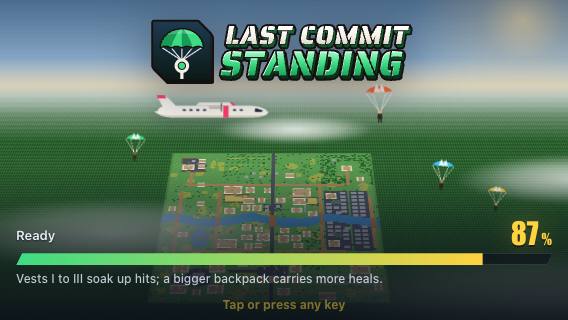 LAST COMMIT
STANDING
Ready
87%
Vests I to III soak up hits; a bigger backpack carries more heals.
Tap or press any key